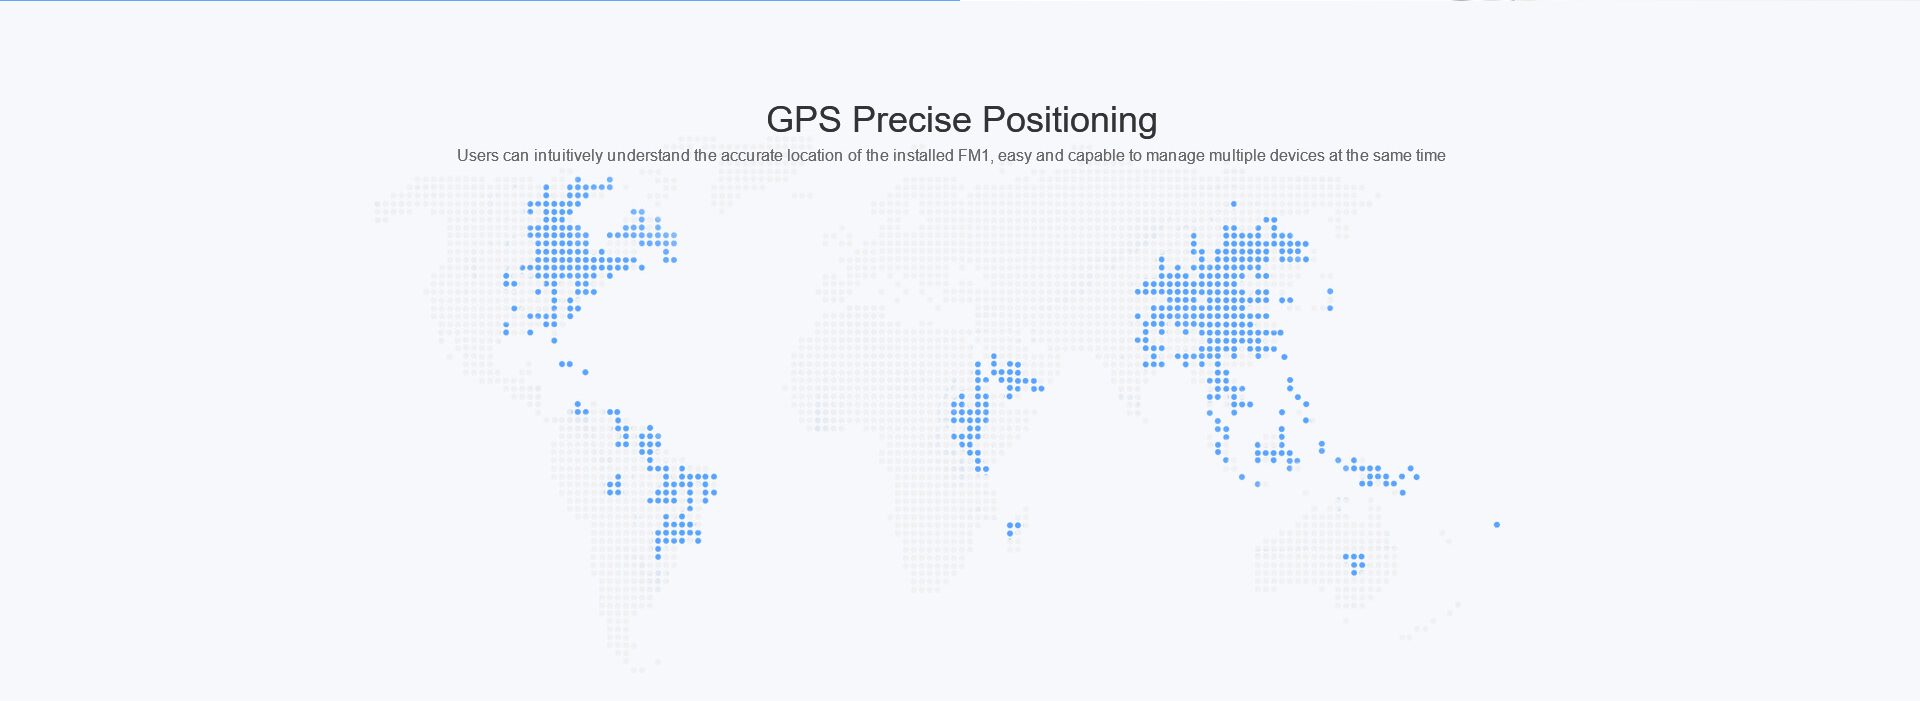 GPS Precise Positioning
Users can intuitively understand the accurate location of the installed FM1, easy and capable to manage multiple devices at the same time